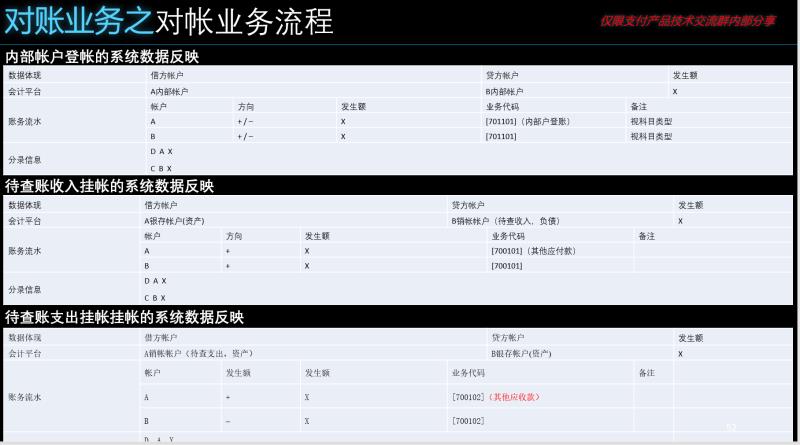 对账业务之对帐业务流程
仅限支付产品技术交流群内部分享
内部帐户登帐的系统数据反映
数据体现 借方帐户 贷方帐户 发生额
会计平台 A内部帐户 B内部帐户 X
账务流水 帐户 方向 发生额 业务代码 备注
A +/− X [701101]（内部户登账） 视科目类型
B +/− X [701101] 视科目类型
分录信息 D A X
C B X
待查账收入挂帐的系统数据反映
数据体现 借方帐户 贷方帐户 发生额
会计平台 A银存帐户(资产) B销帐帐户（待查收入，负债） X
账务流水 帐户 方向 发生额 业务代码 备注
A + X [700101]（其他应付款）
B + X [700101]
分录信息 D A X
C B X
待查账支出挂帐挂帐的系统数据反映
数据体现 借方帐户 贷方帐户 发生额
会计平台 A销帐帐户（待查支出，资产） B银存帐户(资产) X
账务流水 帐户 发生额 发生额 业务代码 备注
A + X [700102]（其他应收款）
B − X [700102]
52
D A X